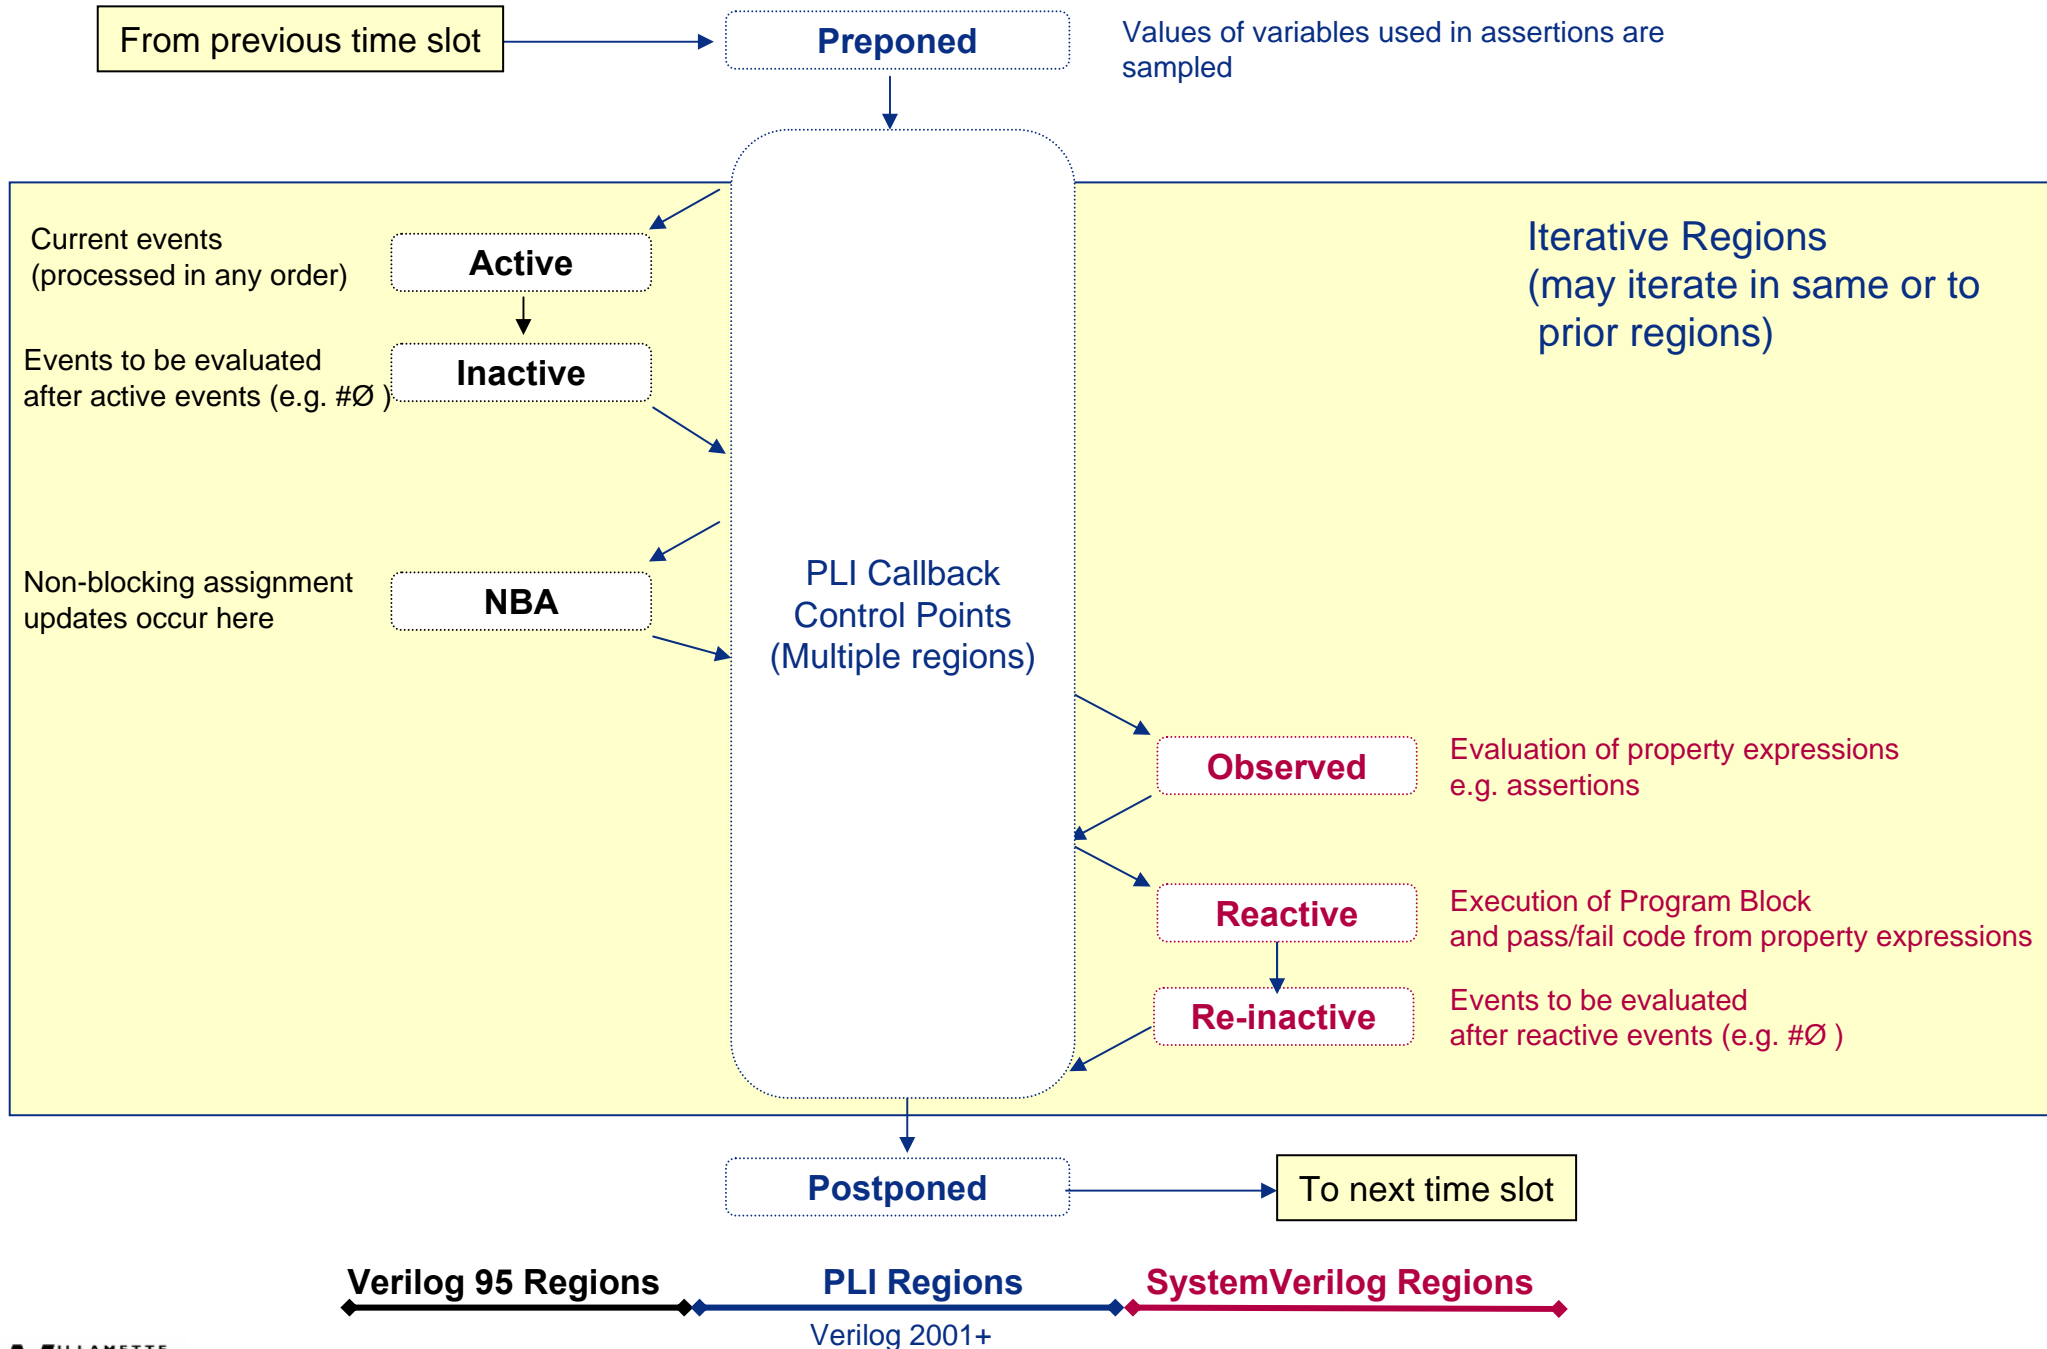 From previous time slot
Preponed
Values of variables used in assertions are
sampled
Current events
(processed in any order)
Active
Iterative Regions
(may iterate in same or to
prior regions)
Events to be evaluated
after active events (e.g. #Ø )
Inactive
Non-blocking assignment
updates occur here
NBA
PLI Callback
Control Points
(Multiple regions)
Observed
Evaluation of property expressions
e.g. assertions
Reactive
Execution of Program Block
and pass/fail code from property expressions
Re-inactive
Events to be evaluated
after reactive events (e.g. #Ø )
Postponed
To next time slot
Verilog 95 Regions
PLI Regions
SystemVerilog Regions
Verilog 2001+